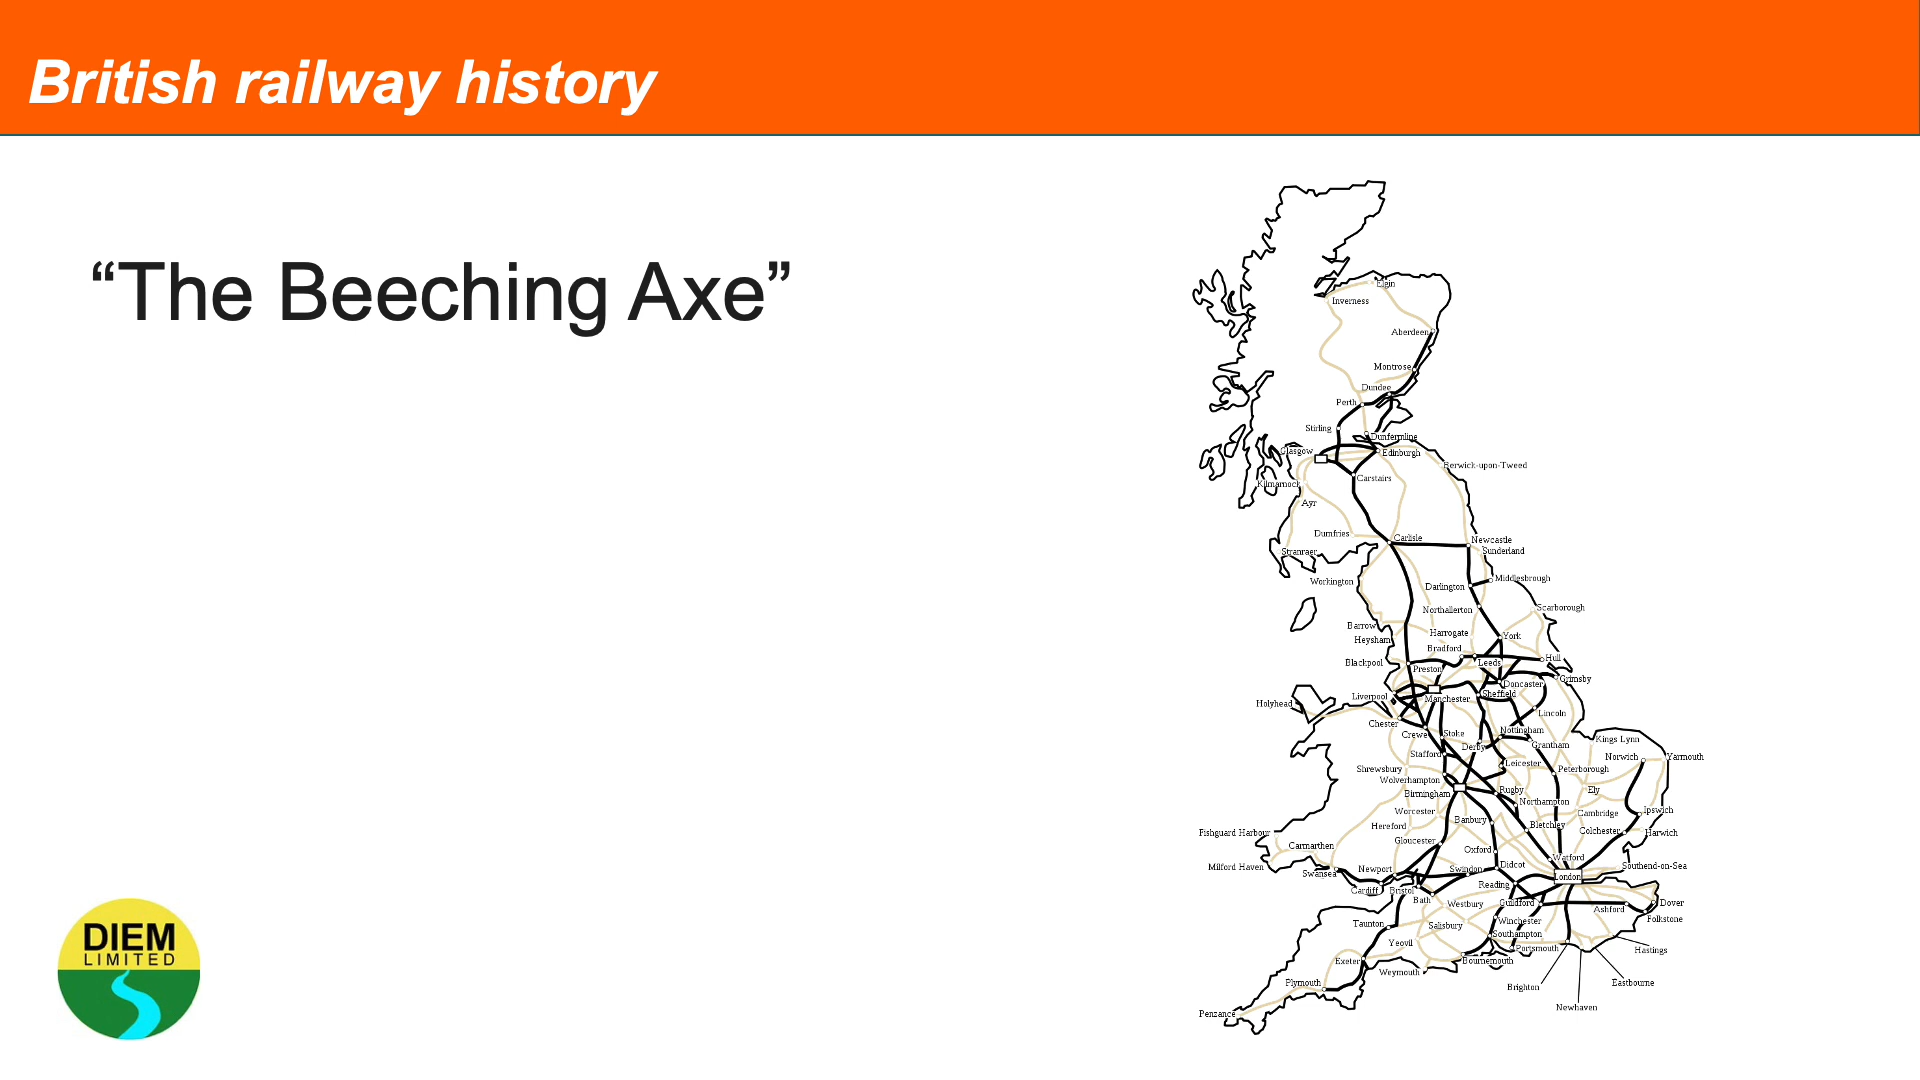 British railway history
“The Beeching Axe”
Elgin
Inverness
Aberdeen
Montrose
Dundee
Perth
Stirling
Dunfermline
Glasgow
Edinburgh
Berwick-upon-Tweed
Carstairs
Kilmarnock
Ayr
Dumfries
Carlisle
Newcastle
Sunderland
Stranraer
Workington
Middlesbrough
Darlington
Northallerton
Scarborough
Barrow
Harrogate
York
Heysham
Bradford
Hull
Blackpool
Leeds
Preston
Grimsby
Doncaster
Liverpool
Manchester
Sheffield
Holyhead
Lincoln
Chester
Nottingham
Crewe
Stoke
Kings Lynn
Derby
Grantham
Stafford
Norwich
Yarmouth
Leicester
Shrewsbury
Peterborough
Wolverhampton
Birmingham
Rugby
Ely
Northampton
Worcester
Cambridge
Ipswich
Banbury
Hereford
Bletchley
Colchester
Harwich
Fishguard Harbour
Gloucester
Carmarthen
Oxford
Watford
Milford Haven
Newport
Swindon
Didcot
Southend-on-Sea
Swansea
London
Cardiff
Bristol
Reading
Bath
Westbury
Guildford
Ashford
Dover
Folkstone
Taunton
Salisbury
Winchester
Southampton
Yeovil
Portsmouth
Hastings
Exeter
Bournemouth
Weymouth
Plymouth
Brighton
Eastbourne
Newhaven
Penzance
DIEM
LIMITED